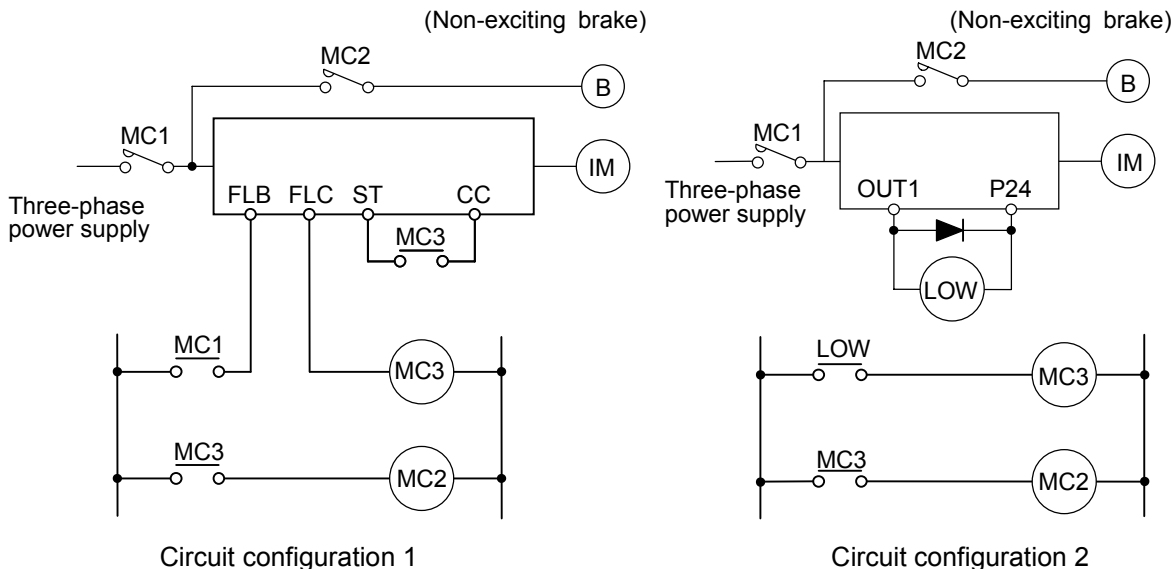 (Non-exciting brake)
MC2
B
MC1
IM
FLB FLC ST CC
Three-phase
power supply
MC3
MC1
MC3
MC3
MC2
Circuit configuration 1
(Non-exciting brake)
MC2
B
MC1
IM
OUT1 P24
Three-phase
power supply
LOW
LOW
MC3
MC3
MC2
Circuit configuration 2